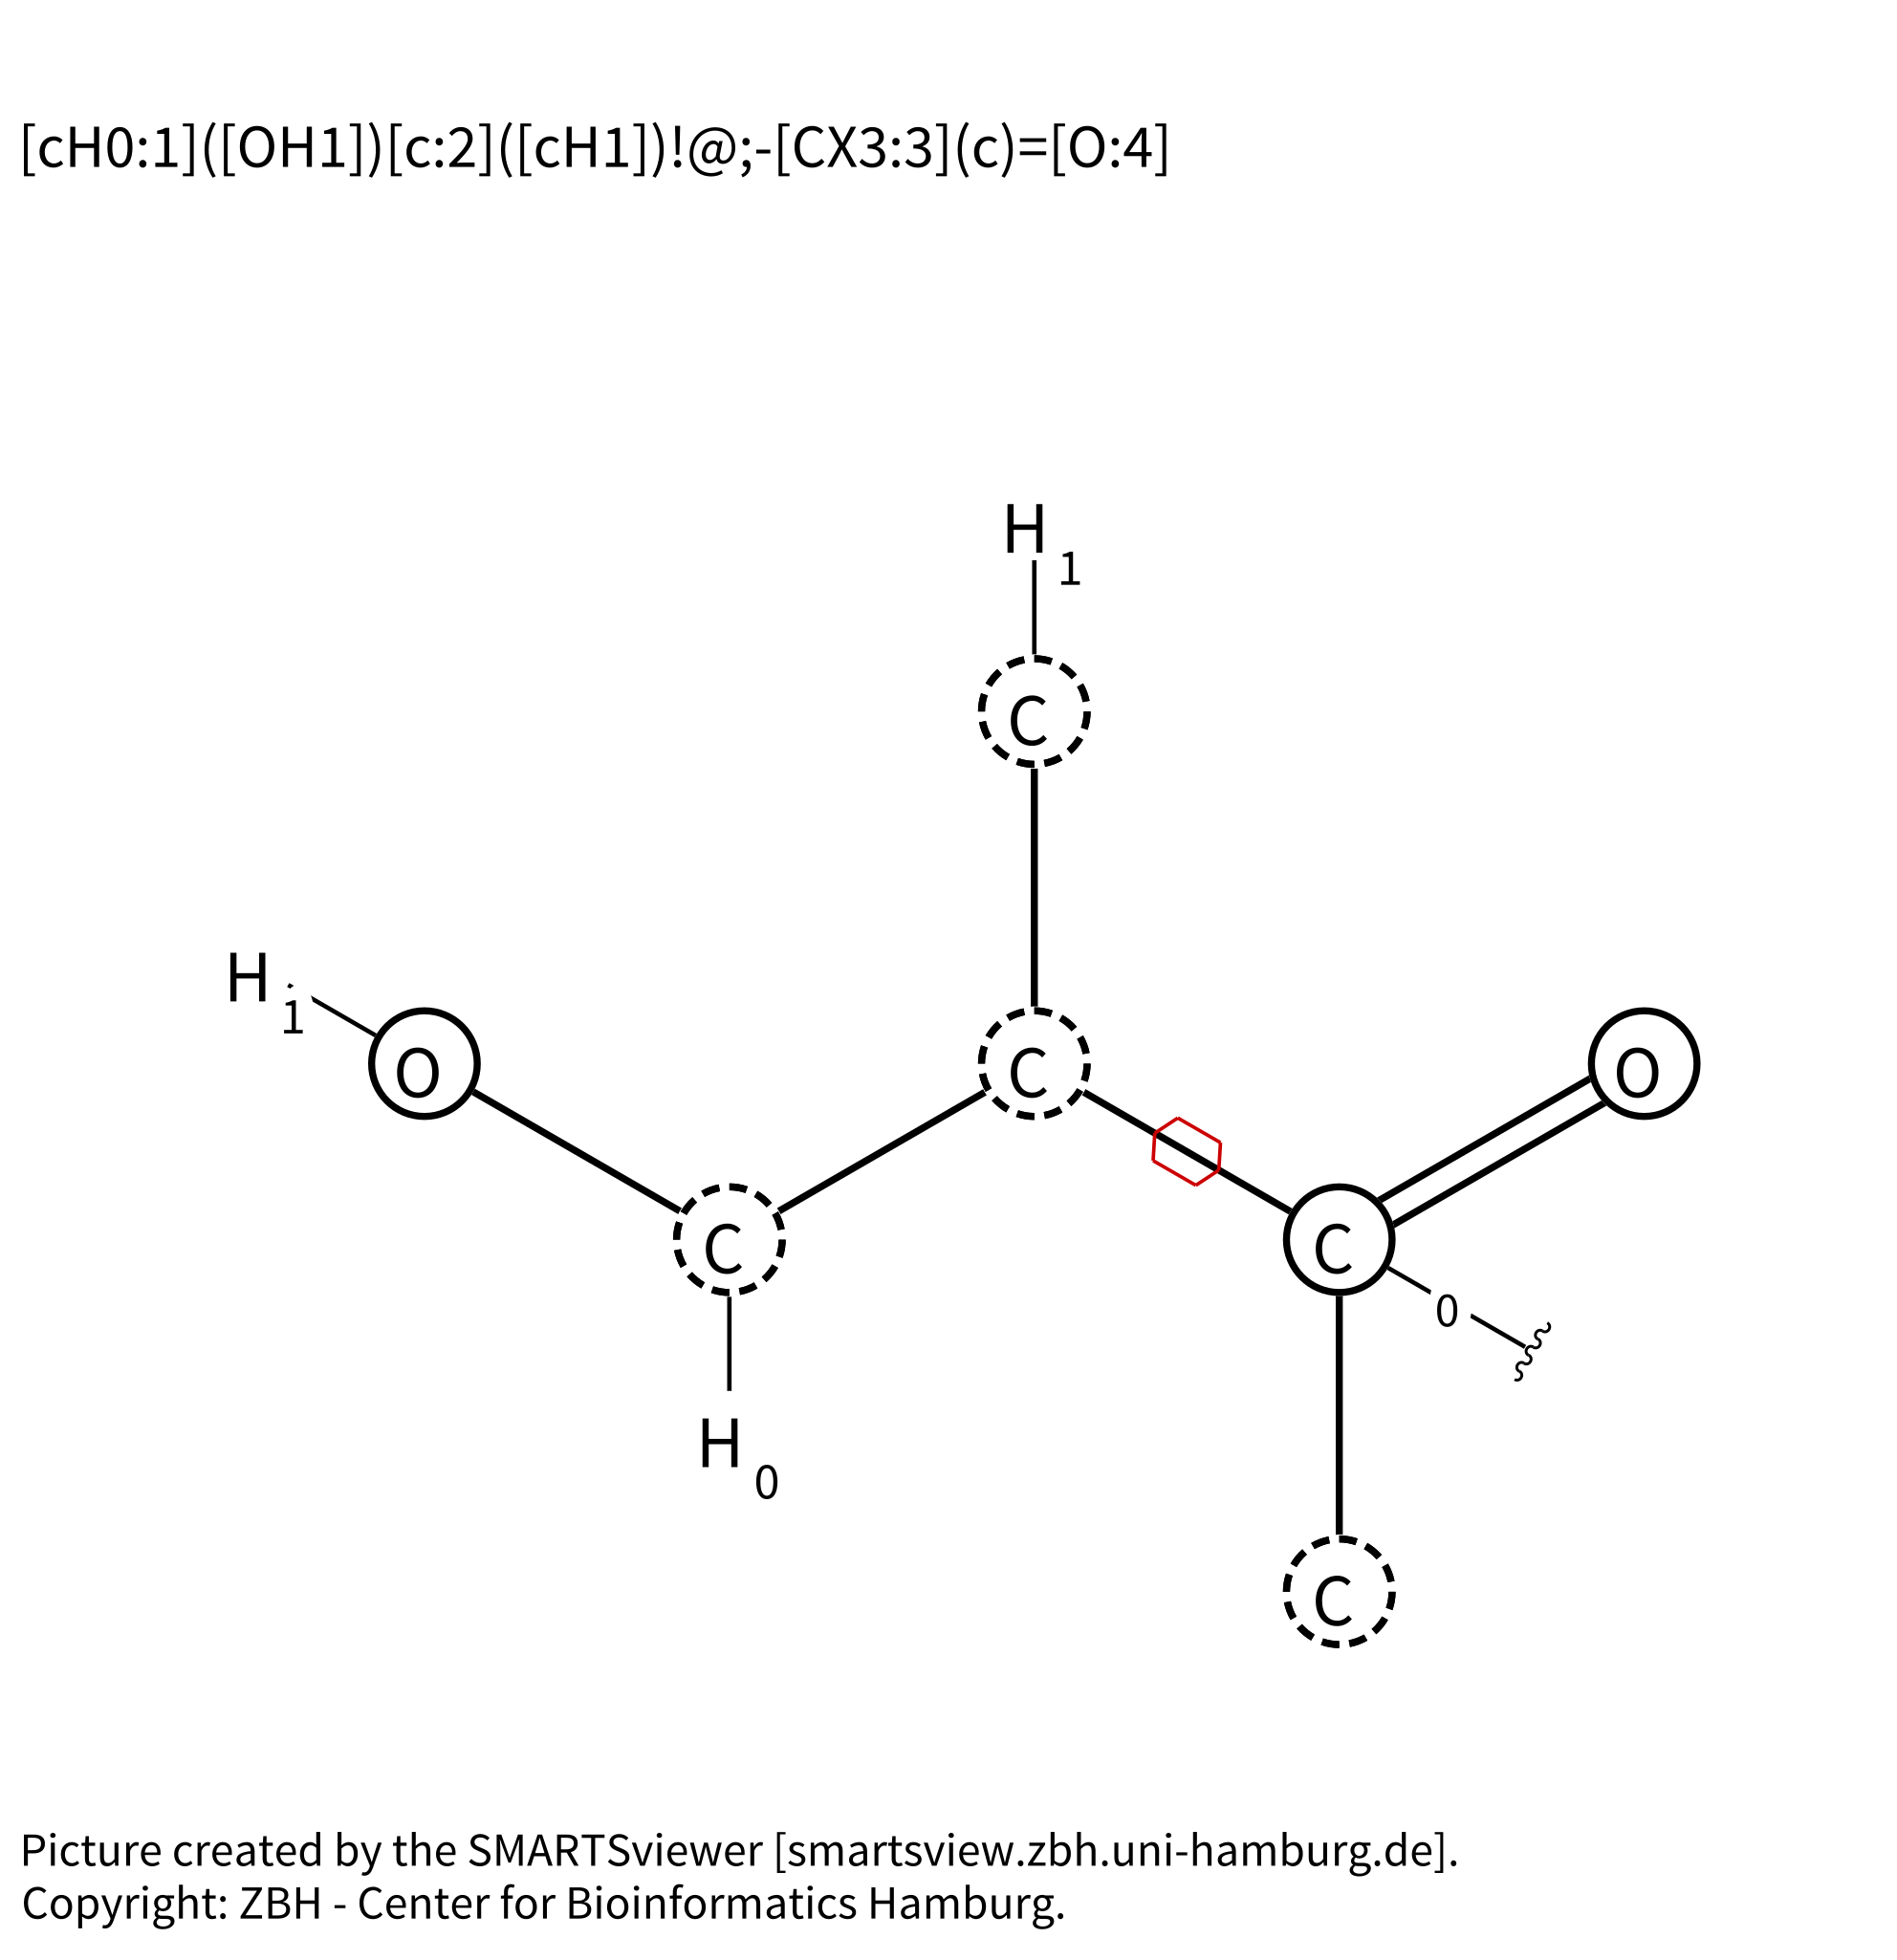 [cH0:1]([OH1])[c:2]([cH1])!@;-[CX3:3](c)=[O:4]
H 1
C
H 1
O
C
O
C
C
0
H 0
C
Picture created by the SMARTSviewer [smartsview.zbh.uni-hamburg.de].
Copyright: ZBH - Center for Bioinformatics Hamburg.